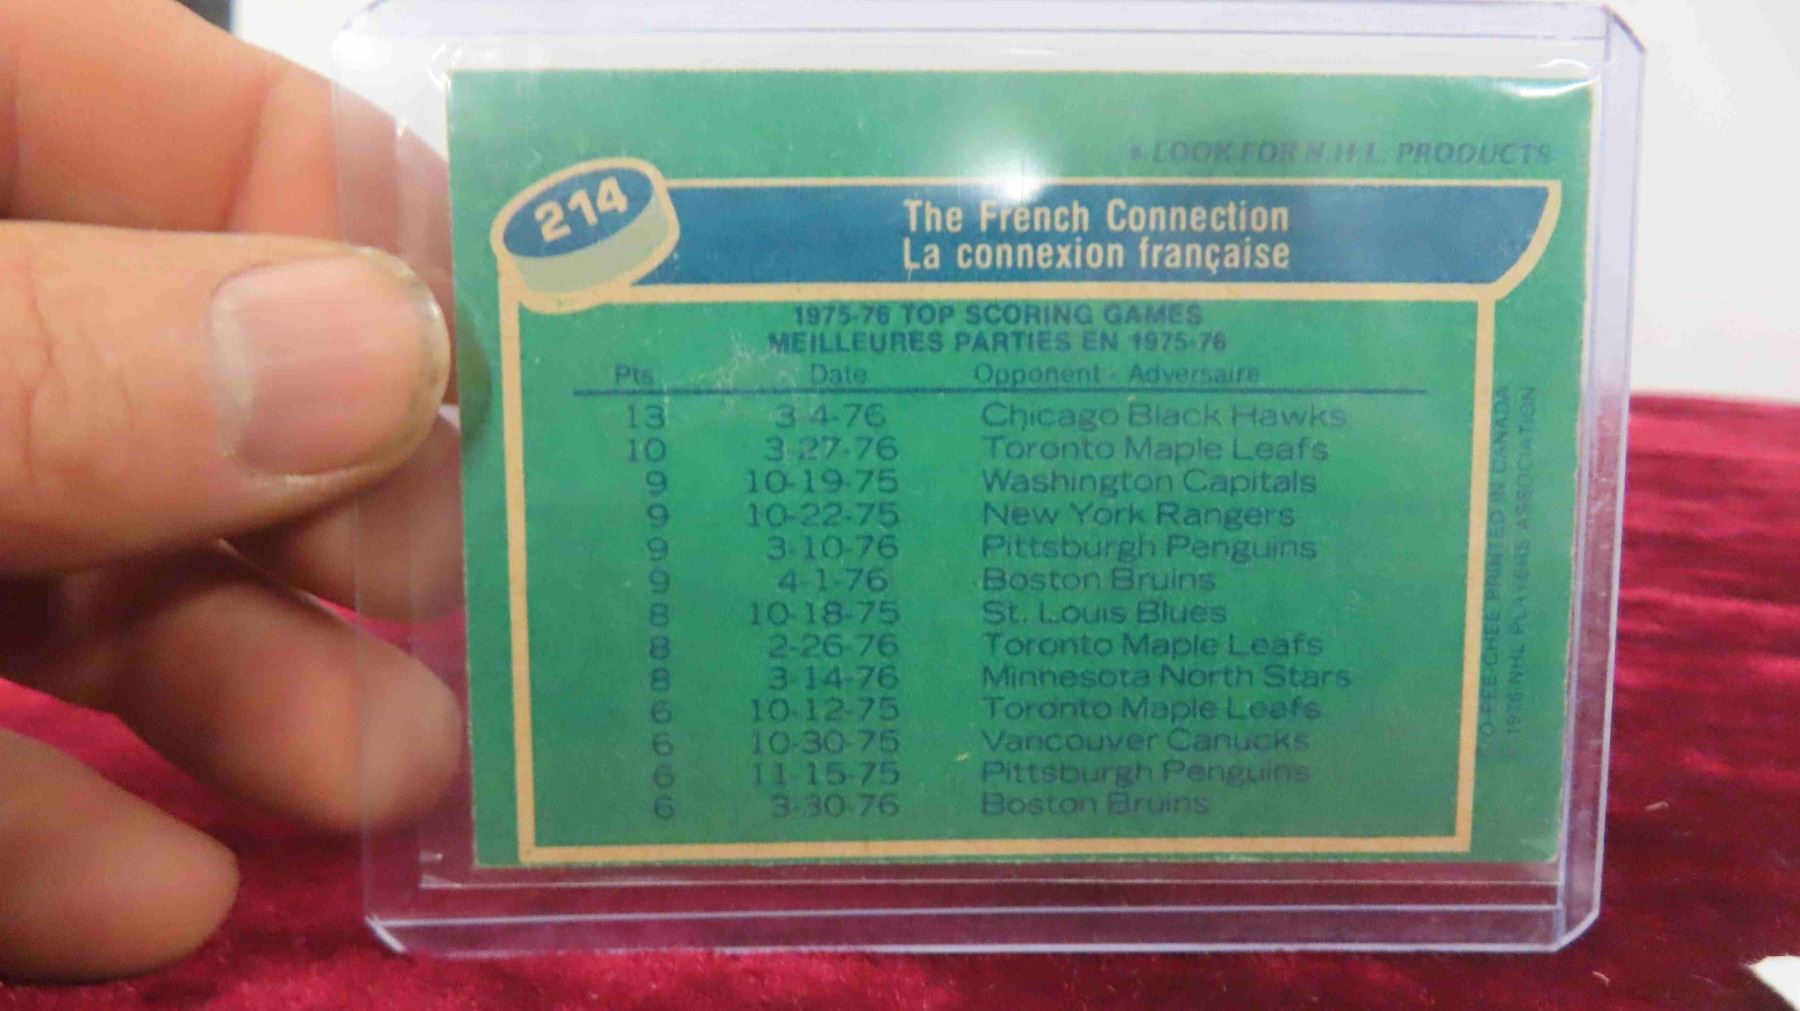 • LOOK FOR N.H.L. PRODUCTS
214
The French Connection
La connexion française
1975-76 TOP SCORING GAMES
MEILLEURES PARTIES EN 1975-76
Pts Date Opponent - Adversaire
13 3-4-76 Chicago Black Hawks
10 3-27-76 Toronto Maple Leafs
9 10-19-75 Washington Capitals
9 10-22-75 New York Rangers
9 3-10-76 Pittsburgh Penguins
9 4-1-76 Boston Bruins
8 10-18-75 St. Louis Blues
8 2-26-76 Toronto Maple Leafs
8 3-14-76 Minnesota North Stars
6 10-12-75 Toronto Maple Leafs
6 10-30-75 Vancouver Canucks
6 11-15-75 Pittsburgh Penguins
6 3-30-76 Boston Bruins
O-PEE-CHEE PRINTED IN CANADA
1976 NHL PLAYERS ASSOCIATION